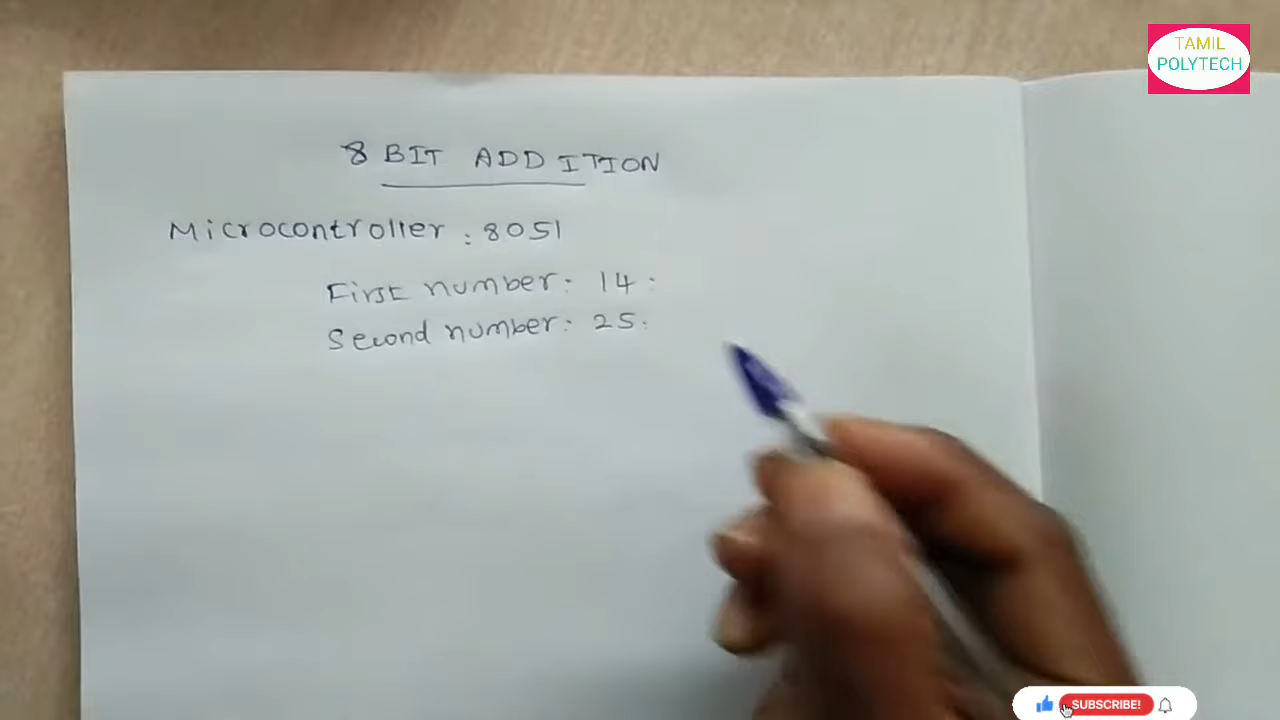 TAMIL
POLYTECH
8 BIT ADDITION
Microcontroller : 8051
First number: 14:
Second number: 25:
SUBSCRIBE!